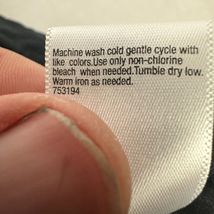 Machine wash cold gentle cycle with
like colors.Use only non-chlorine
bleach when needed.Tumble dry low.
Warm iron as needed.
753194